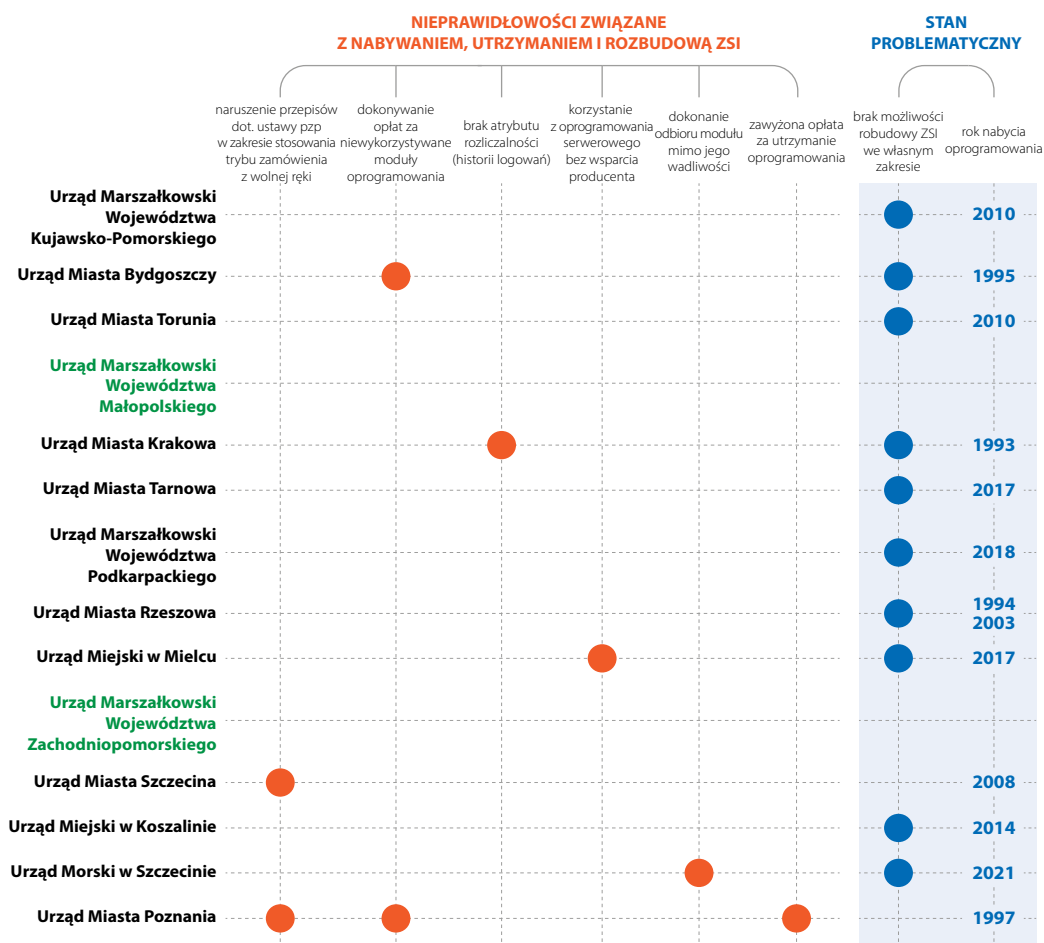 NIEPRAWIDŁOWOŚCI ZWIĄZANE
Z NABYWANIEM, UTRZYMANIEM I ROZBUDOWĄ ZSI
STAN
PROBLEMATYCZNY
naruszenie przepisów
dot. ustawy pzp
w zakresie stosowania
trybu zamówienia
z wolnej ręki
dokonywanie
opłat za
niewykorzystywane
moduły
oprogramowania
brak atrybutu
rozliczalności
(historii logowań)
korzystanie
z oprogramowania
serwerowego
bez wsparcia
producenta
dokonanie
odbioru modułu
mimo jego
wadliwości
zawyżona opłata
za utrzymanie
oprogramowania
brak możliwości
robudowy ZSI
we własnym
zakresie
rok nabycia
oprogramowania
Urząd Marszałkowski
Województwa
Kujawsko-Pomorskiego
2010
Urząd Miasta Bydgoszczy
1995
Urząd Miasta Torunia
2010
Urząd Marszałkowski
Województwa
Małopolskiego
Urząd Miasta Krakowa
1993
Urząd Miasta Tarnowa
2017
Urząd Marszałkowski
Województwa
Podkarpackiego
2018
Urząd Miasta Rzeszowa
1994
2003
Urząd Miejski w Mielcu
2017
Urząd Marszałkowski
Województwa
Zachodniopomorskiego
Urząd Miasta Szczecina
2008
Urząd Miejski w Koszalinie
2014
Urząd Morski w Szczecinie
2021
Urząd Miasta Poznania
1997